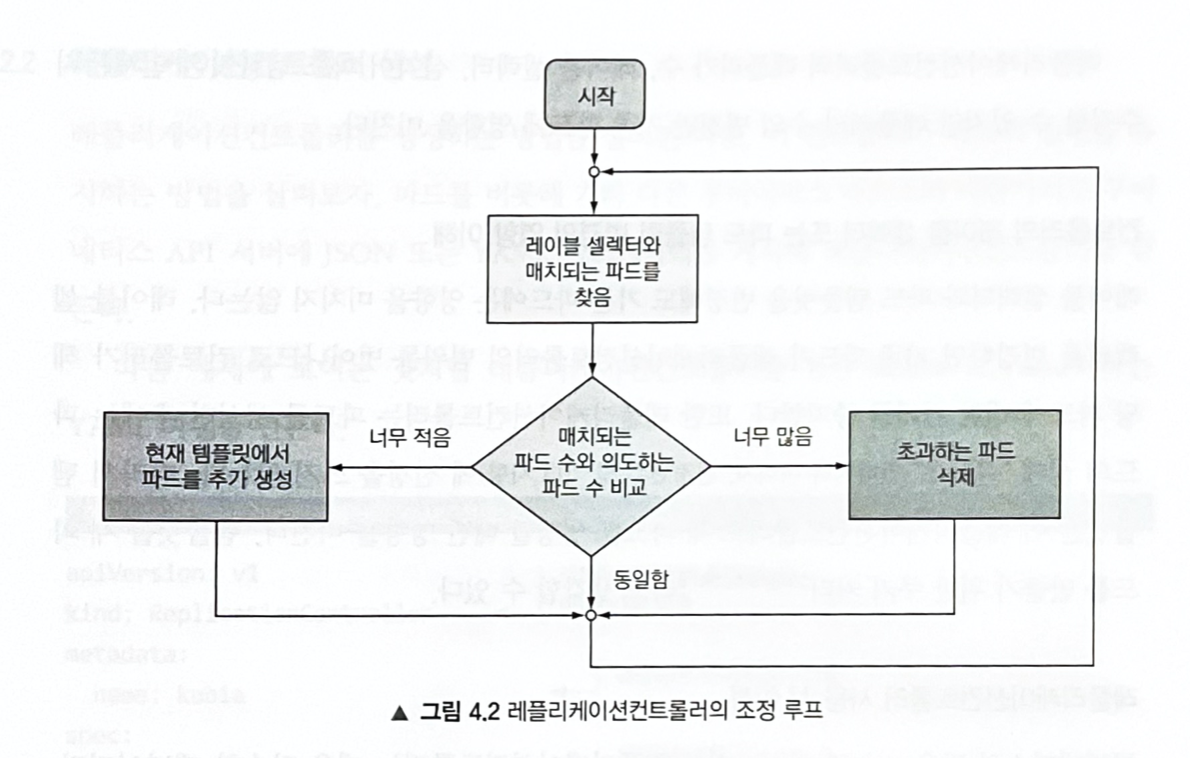 시작
레이블 셀렉터와
매치되는 파드를
찾음
현재 템플릿에서
파드를 추가 생성
너무 적음
매치되는
파드 수와 의도하는
파드 수 비교
너무 많음
초과하는 파드
삭제
동일함
▲ 그림 4.2 레플리케이션컨트롤러의 조정 루프